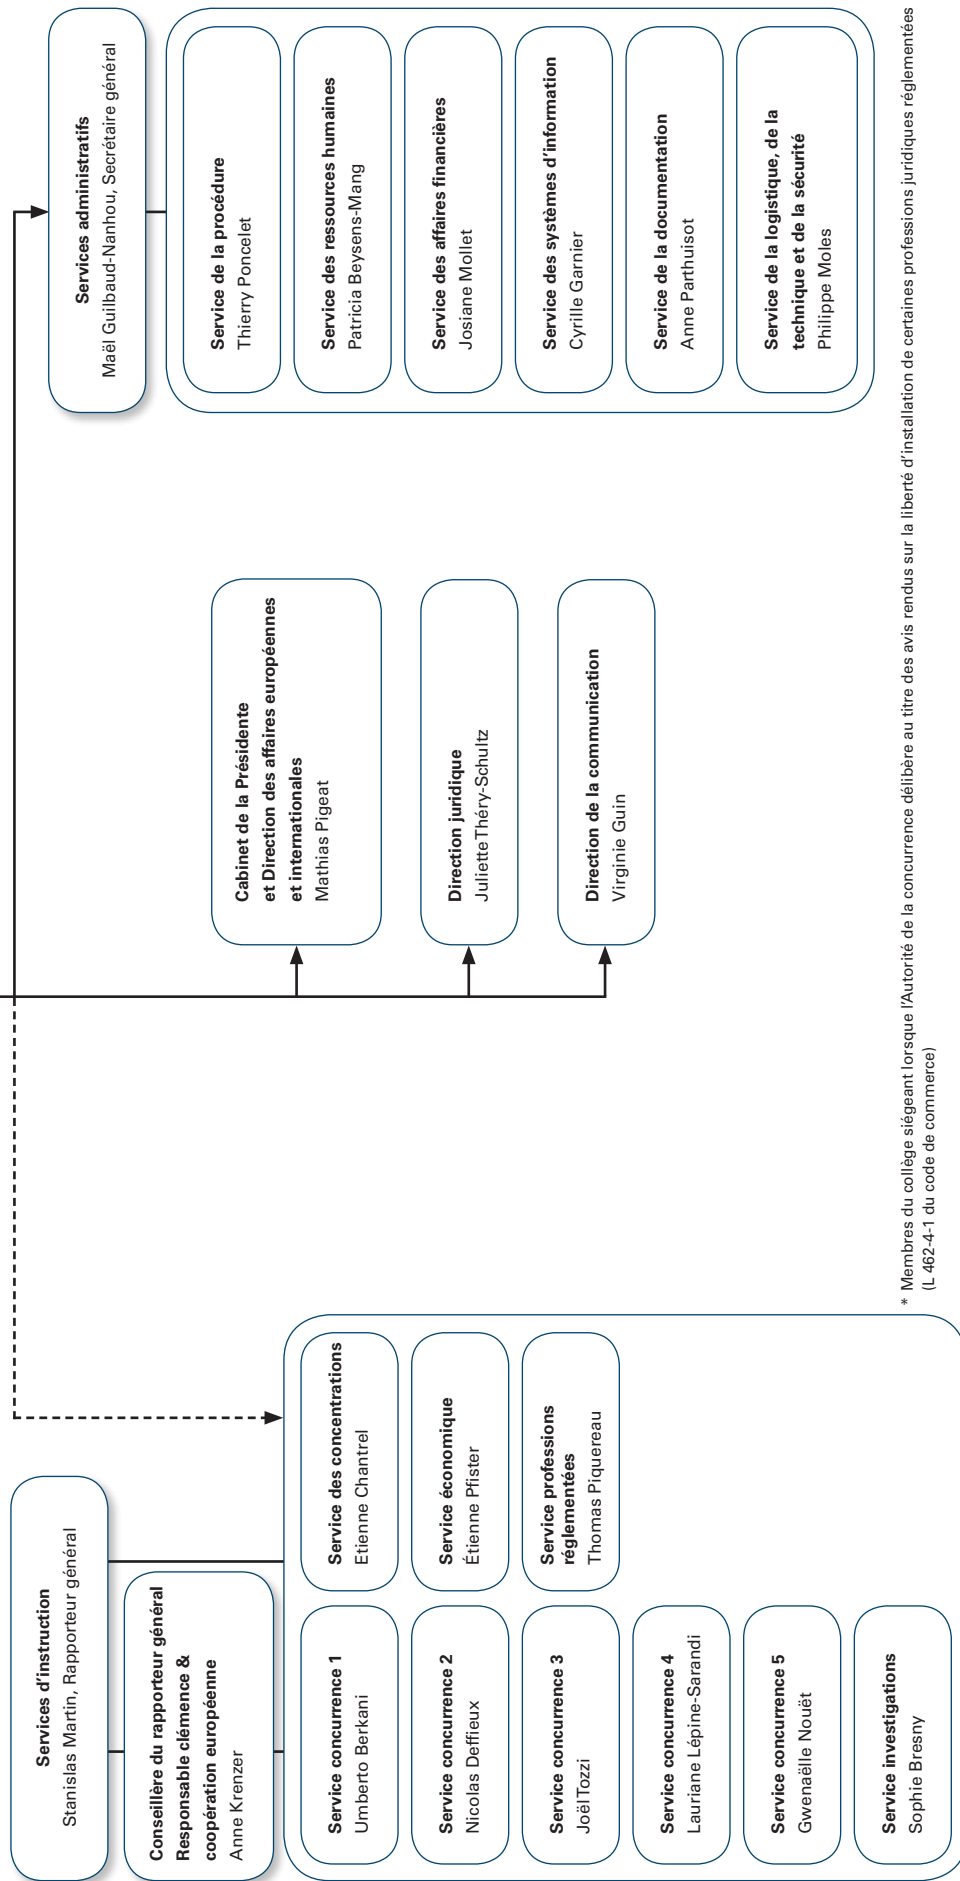 Services d'instruction
Stanislas Martin, Rapporteur général
Conseillère du rapporteur général
Responsable clémence &
coopération européenne
Anne Krenzer
Service concurrence 1
Umberto Berkani
Service concurrence 2
Nicolas Deffieux
Service concurrence 3
Joël Tozzi
Service concurrence 4
Lauriane Lépine-Sarandi
Service concurrence 5
Gwenaëlle Nouët
Service investigations
Sophie Bresny
Service des concentrations
Etienne Chantrel
Service économique
Étienne Pfister
Service professions
réglementées
Thomas Piquereau
Cabinet de la Présidente
et Direction des affaires européennes
et internationales
Mathias Pigeat
Direction juridique
Juliette Théry-Schultz
Direction de la communication
Virginie Guin
Services administratifs
Maël Guilbaud-Nanhou, Secrétaire général
Service de la procédure
Thierry Poncelet
Service des ressources humaines
Patricia Beysens-Mang
Service des affaires financières
Josiane Mollet
Service des systèmes d'information
Cyrille Garnier
Service de la documentation
Anne Parthuisot
Service de la logistique, de la
technique et de la sécurité
Philippe Moles
* Membres du collège siégeant lorsque l'Autorité de la concurrence délibère au titre des avis rendus sur la liberté d'installation de certaines professions juridiques réglementées
(L 462-4-1 du code de commerce)